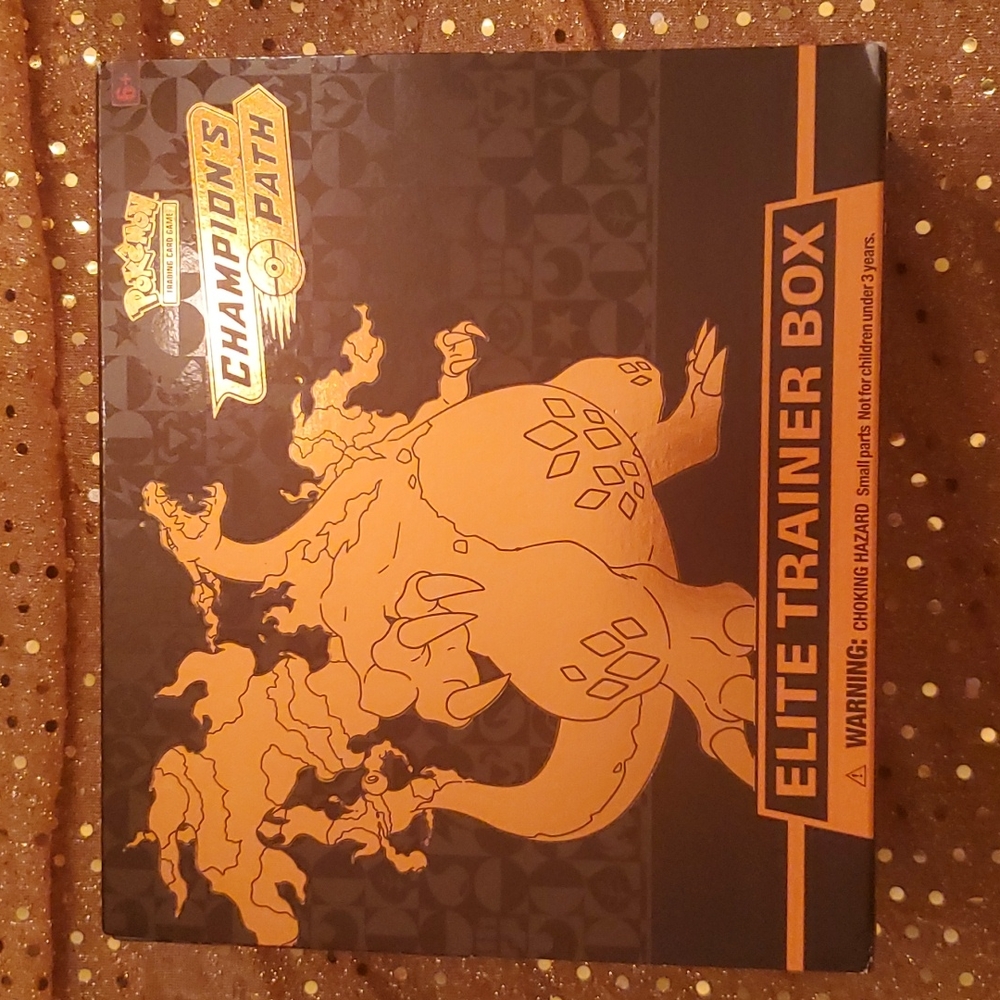 6+
POKéMON
TRADING CARD GAME
CHAMPION'S
PATH
ELITE TRAINER BOX
⚠ WARNING: CHOKING HAZARD Small parts Not for children under 3 years.